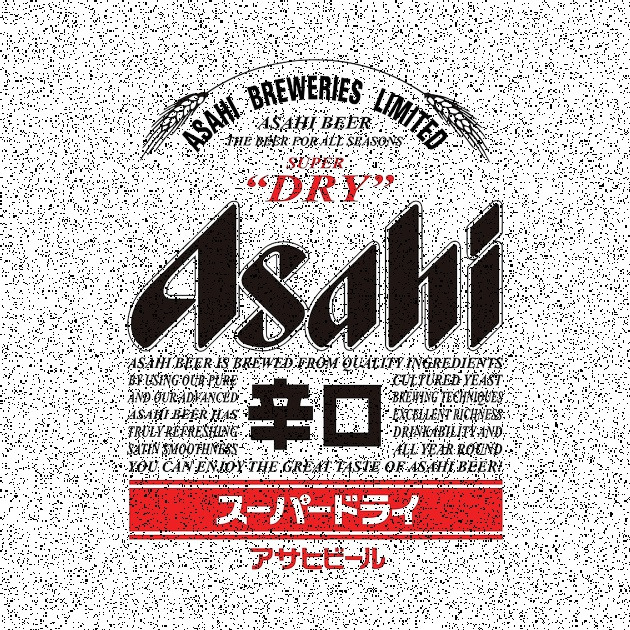 ASAHI BREWERIES LIMITED
ASAHI BEER
THE BEER FOR ALL SEASONS
SUPER
“DRY”
Asahi
ASAHI BEER IS BREWED FROM QUALITY INGREDIENTS
BY USING OUR PURE CULTURED YEAST
AND OUR ADVANCED BREWING TECHNIQUES
ASAHI BEER HAS EXCELLENT RICHNESS
TRULY REFRESHING DRINKABILITY AND
SATIN SMOOTHNESS ALL YEAR ROUND
辛口
YOU CAN ENJOY THE GREAT TASTE OF ASAHI BEER!
スーパードライ
アサヒビール